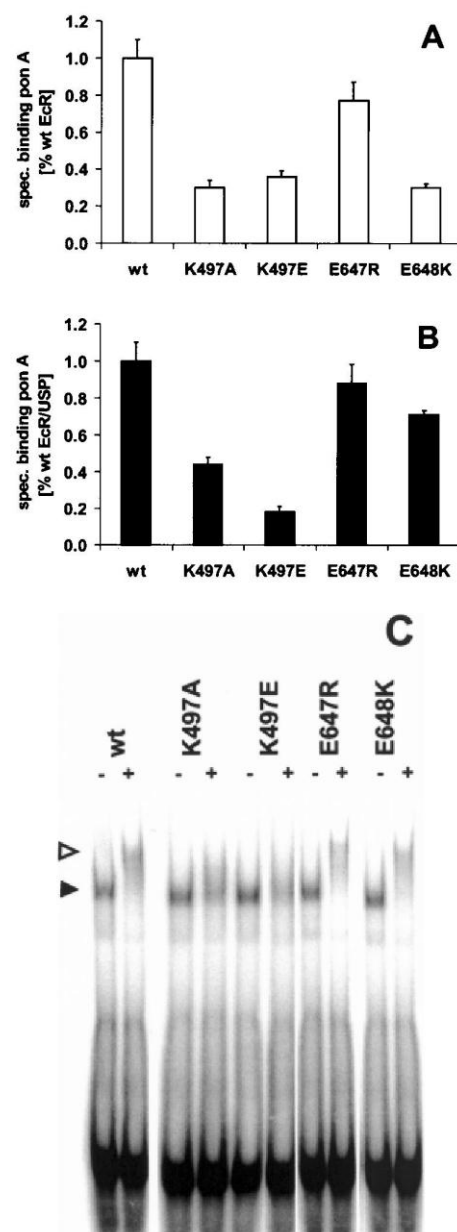 A
spec. binding pon A
[% wt EcR]
1.2
1.0
0.8
0.6
0.4
0.2
0.0
wt K497A K497E E647R E648K
B
spec. binding pon A
[% wt EcR/USP]
1.2
1.0
0.8
0.6
0.4
0.2
0.0
wt K497A K497E E647R E648K
C
wt K497A K497E E647R E648K
- + - + - + - + - +